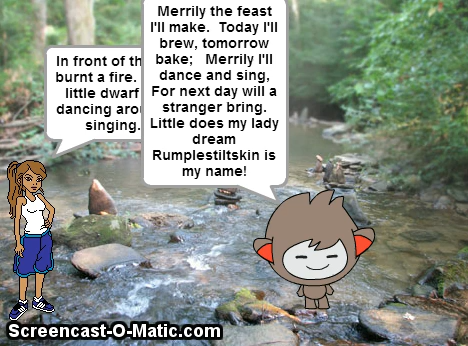 In front of th
burnt a fire.
little dwarf
dancing arou
singing.
Merrily the feast
I'll make. Today I'll
brew, tomorrow
bake; Merrily I'll
dance and sing,
For next day will a
stranger bring.
Little does my lady
dream
Rumplestiltskin is
my name!
Screencast-O-Matic.com